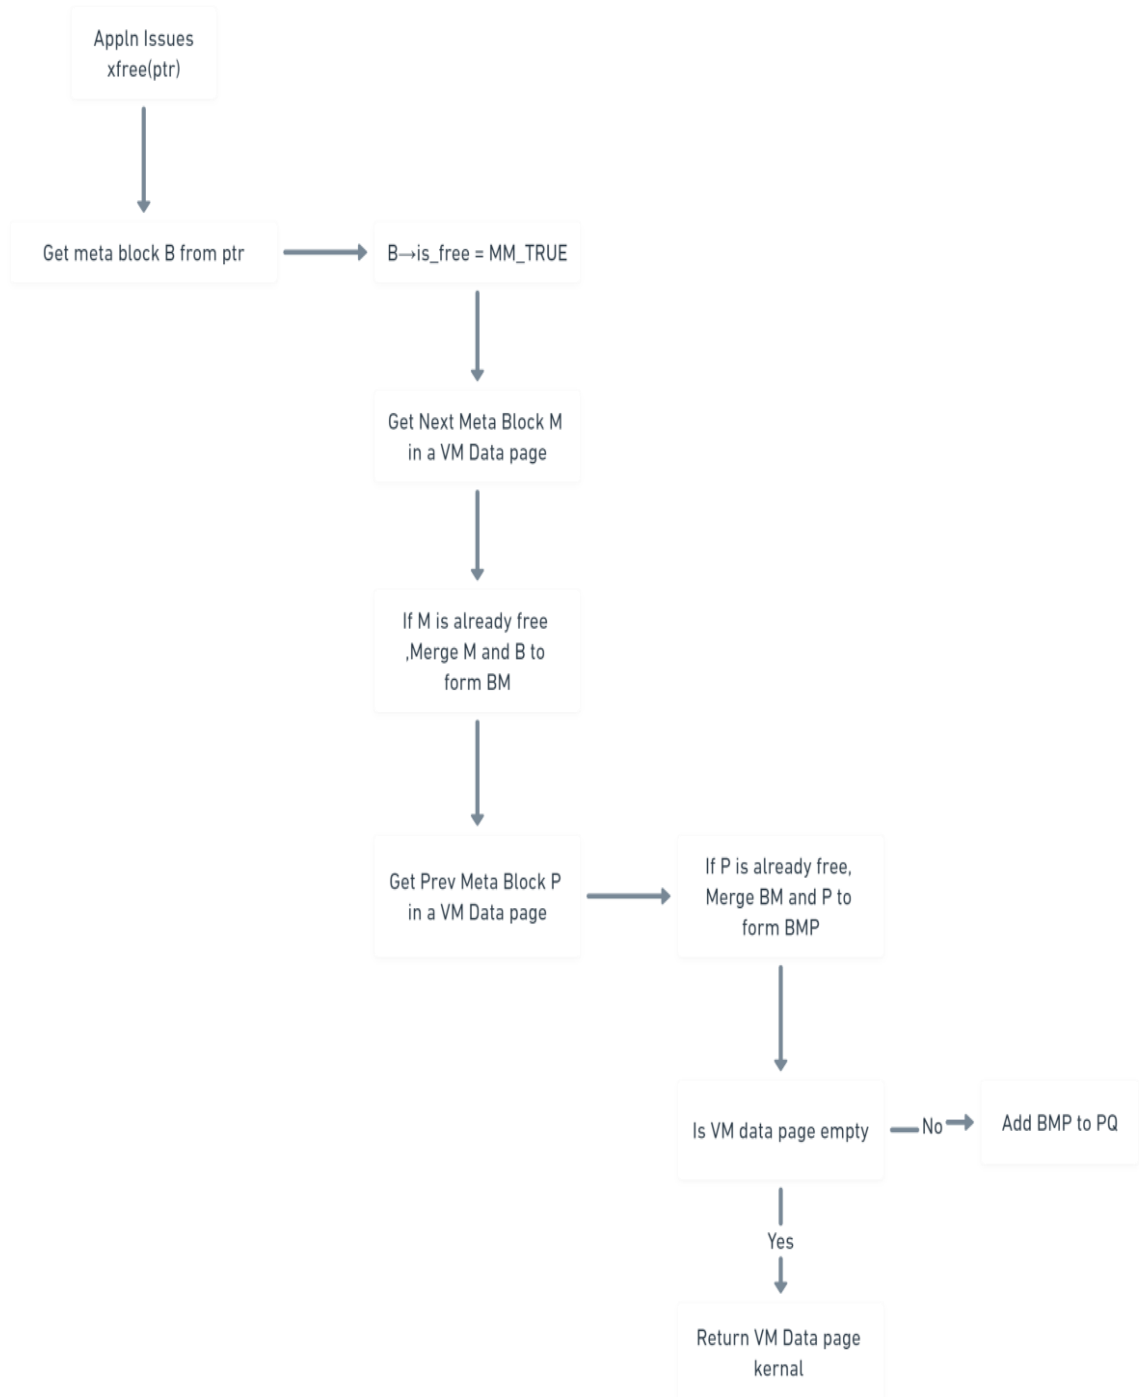 Appln Issues
xfree(ptr)
Get meta block B from ptr
B→is_free = MM_TRUE
Get Next Meta Block M
in a VM Data page
If M is already free
,Merge M and B to
form BM
Get Prev Meta Block P
in a VM Data page
If P is already free,
Merge BM and P to
form BMP
Is VM data page empty
No
Add BMP to PQ
Yes
Return VM Data page
kernal